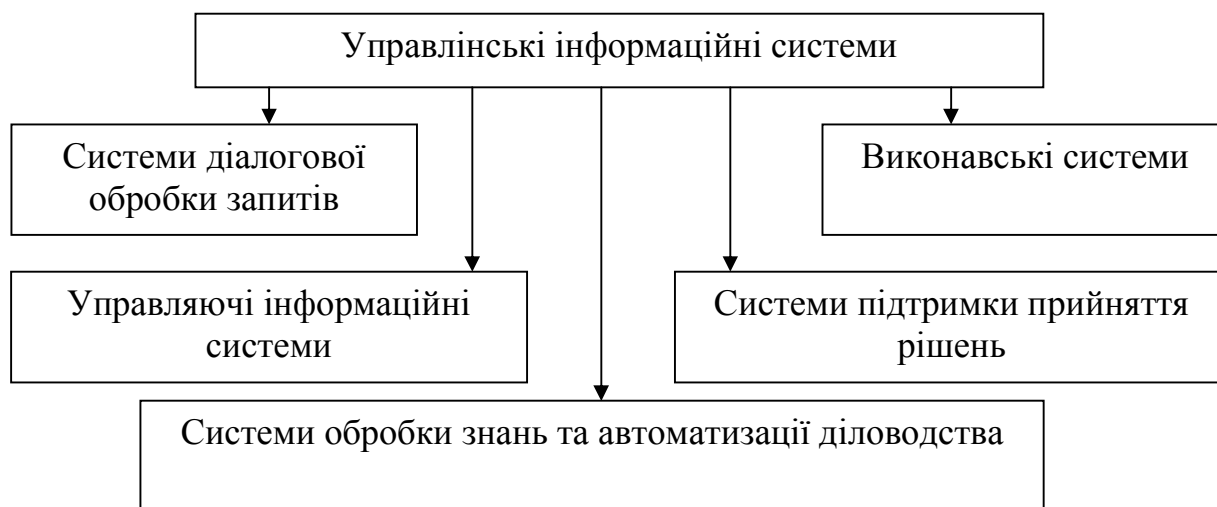 Управлінські інформаційні системи
Системи діалогової
обробки запитів
Виконавські системи
Управляючі інформаційні
системи
Системи підтримки прийняття
рішень
Системи обробки знань та автоматизації діловодства